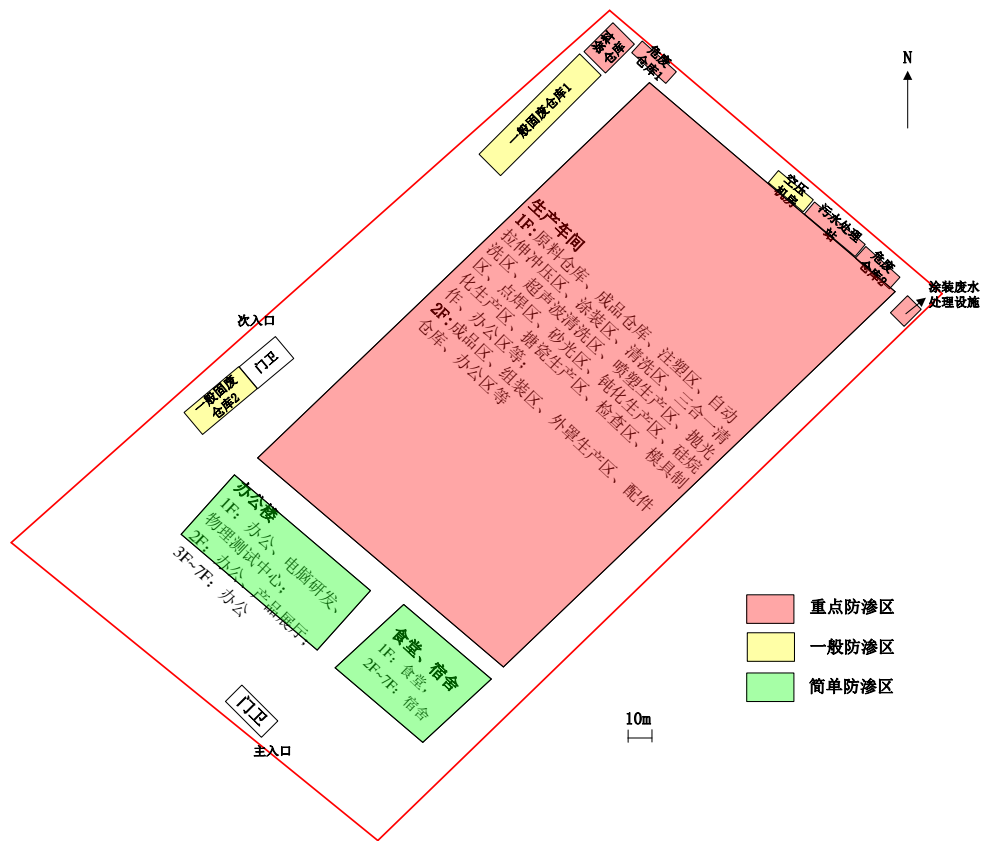 涂料
仓库
危废
仓库1
N
一般固废仓库1
空压
机房
污水处理
站
危废
仓库2
涂装废水
处理设施
生产车间
1F:原料仓库、成品仓库、注塑区、自动
拉伸冲压区、涂装区、清洗区、三合一清
洗区、超声波清洗区、喷塑生产区、抛光
区、点焊区、砂光区、钝化生产区、硅烷
化生产区、搪瓷生产区、检查区、模具制
作、办公区等;
2F:成品区、组装区、外罩生产区、配件
仓库、办公区等
次入口
门卫
一般固废
仓库2
办公楼
1F:办公、电脑研发、
物理测试中心;
2F:办公、产品展厅;
3F~7F:办公
食堂、宿舍
1F:食堂,
2F~7F:宿舍
门卫
主入口
重点防渗区
一般防渗区
简单防渗区
10m